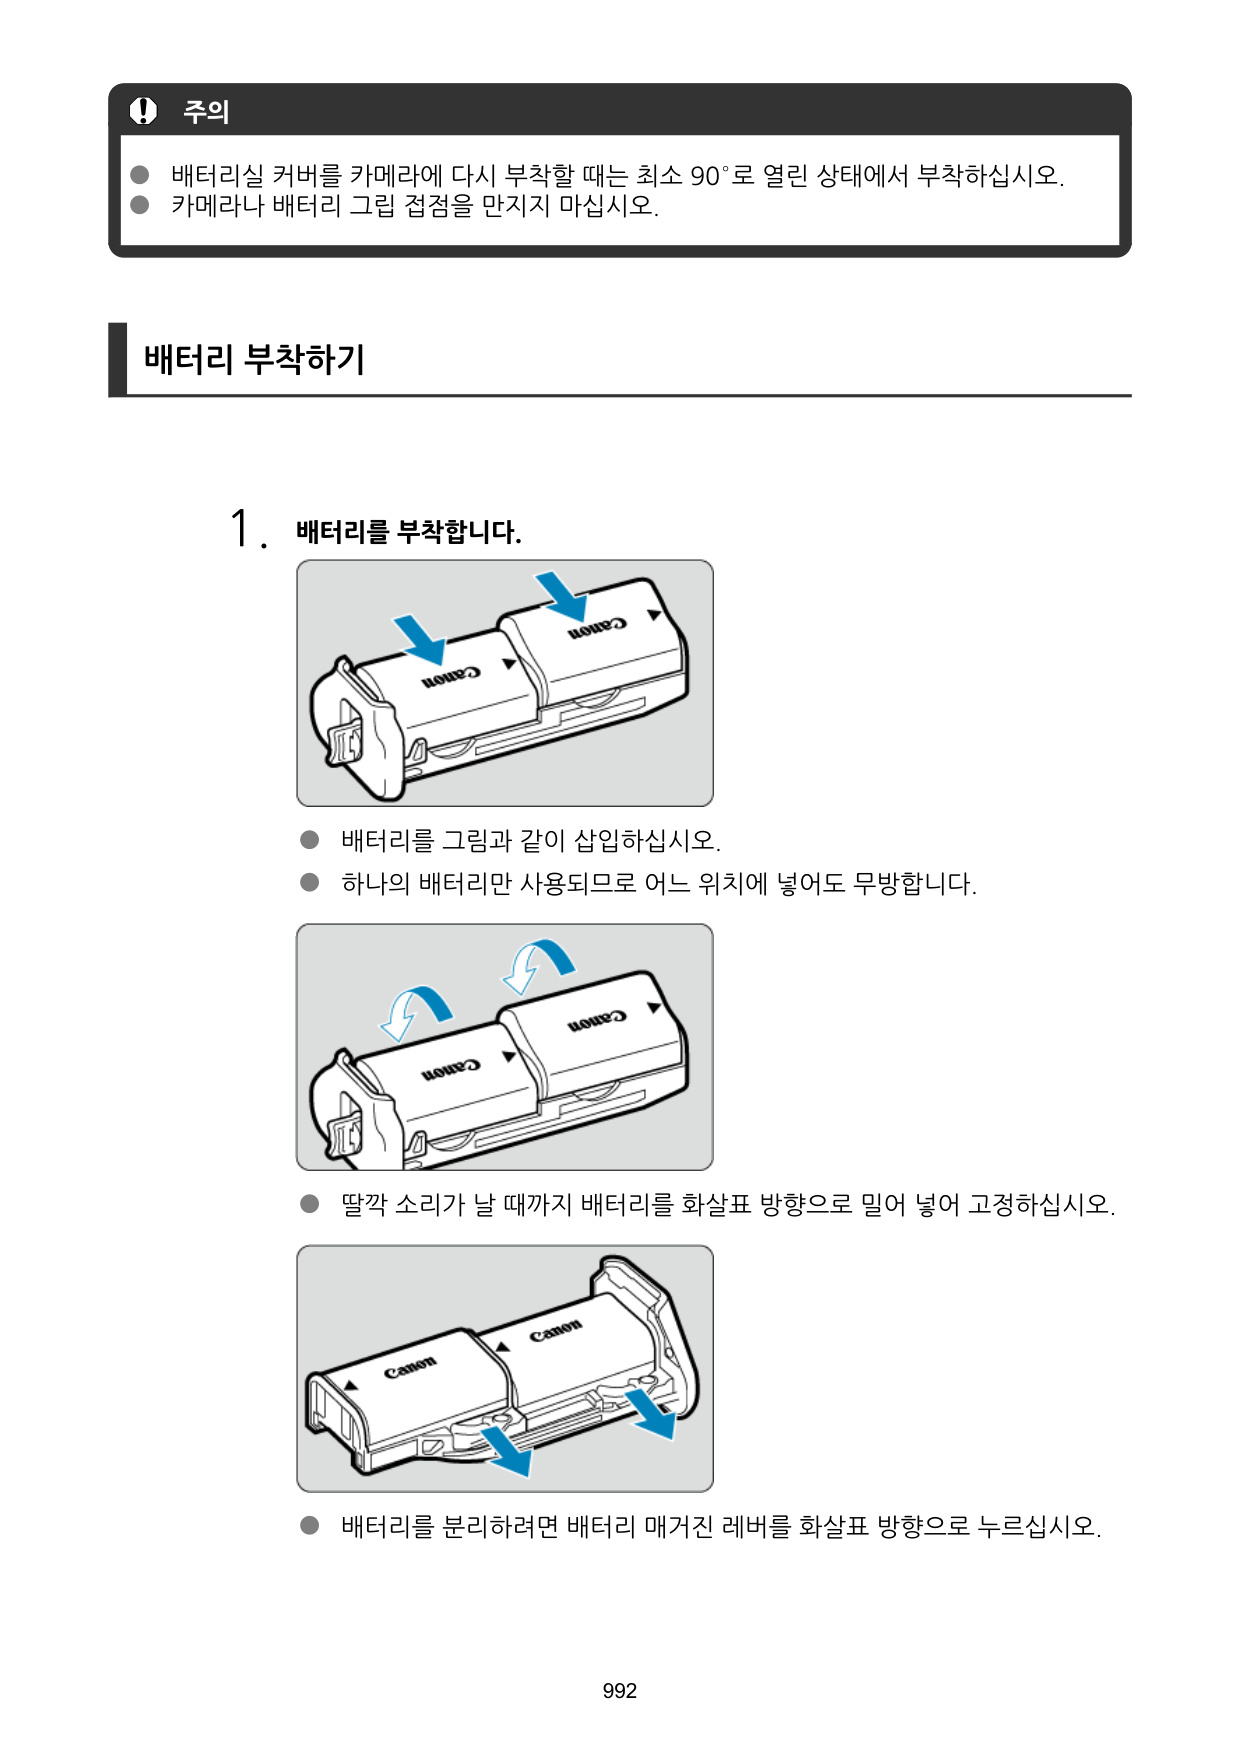 주의
● 배터리실 커버를 카메라에 다시 부착할 때는 최소 90°로 열린 상태에서 부착하십시오.
● 카메라나 배터리 그립 접점을 만지지 마십시오.
배터리 부착하기
1. 배터리를 부착합니다.
Canon
Canon
● 배터리를 그림과 같이 삽입하십시오.
● 하나의 배터리만 사용되므로 어느 위치에 넣어도 무방합니다.
Canon
Canon
● 딸깍 소리가 날 때까지 배터리를 화살표 방향으로 밀어 넣어 고정하십시오.
Canon
Canon
● 배터리를 분리하려면 배터리 매거진 레버를 화살표 방향으로 누르십시오.
992